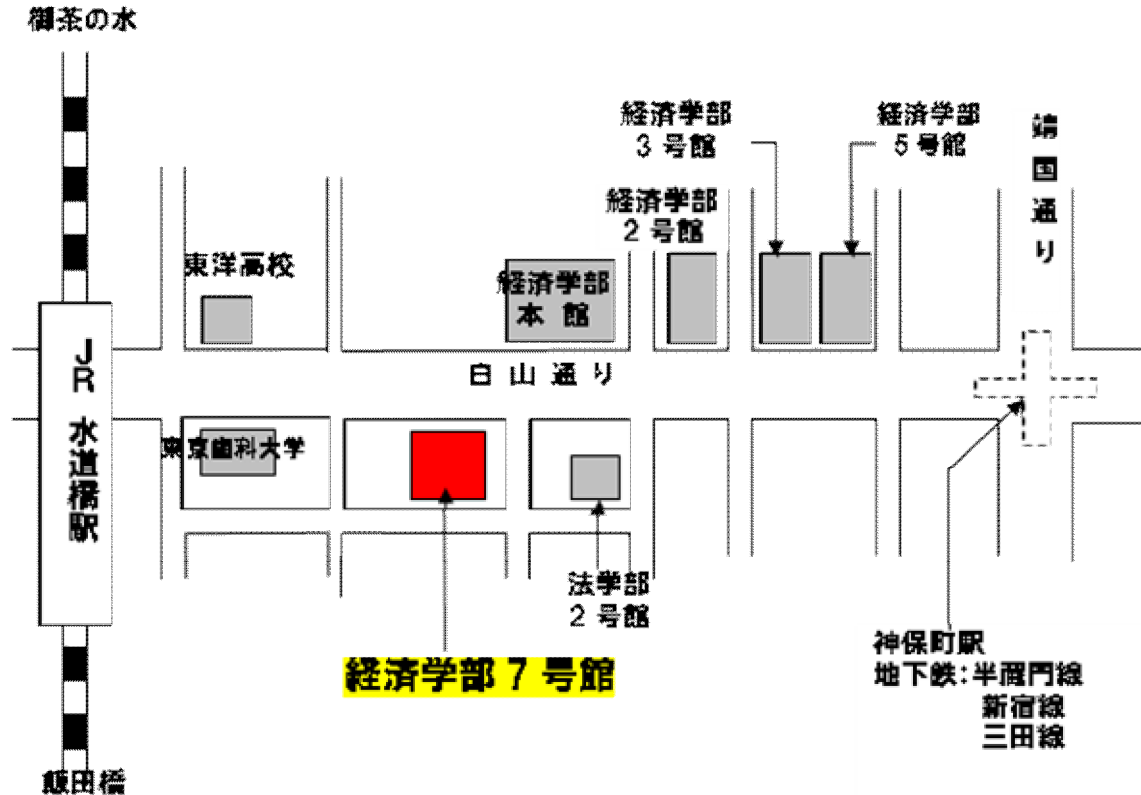 御茶の水
経済学部
3 号館
経済学部
5 号館
靖国通り
経済学部
2 号館
東洋高校
経済学部
本 館
白 山 通 り
JR 水道橋駅
東京歯科大学
法学部
2 号館
経済学部 7 号館
神保町駅
地下鉄：半蔵門線
新宿線
三田線
飯田橋